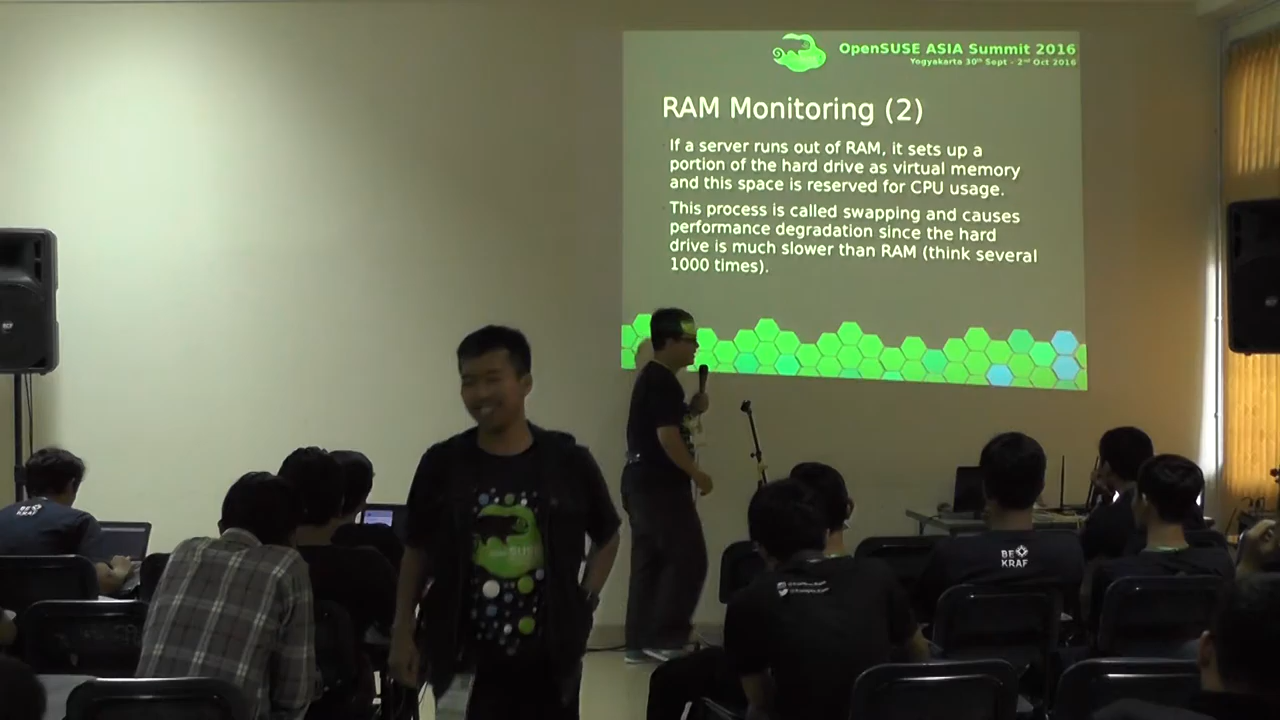 OpenSUSE ASIA Summit 2016
Yogyakarta 30th Sept - 2nd Oct 2016
RAM Monitoring (2)
If a server runs out of RAM, it sets up a
portion of the hard drive as virtual memory
and this space is reserved for CPU usage.
This process is called swapping and causes
performance degradation since the hard
drive is much slower than RAM (think several
1000 times).
BE
KRAF
BE
KRAF